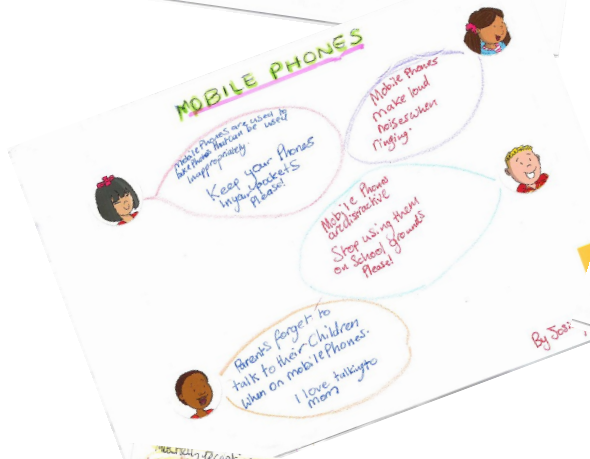 MOBILE PHONES
Mobile Phones are used to
take Photos that can be used
inappropriately.
Keep your Phones
in your pockets
Please!
Mobile Phones
make loud
noises when
ringing.
Mobile Phones
are distractive
Stop using them
on School grounds
Please!
Parents forget to
talk to their Children
when on mobile Phones.
I love talking to
mom
By Josi